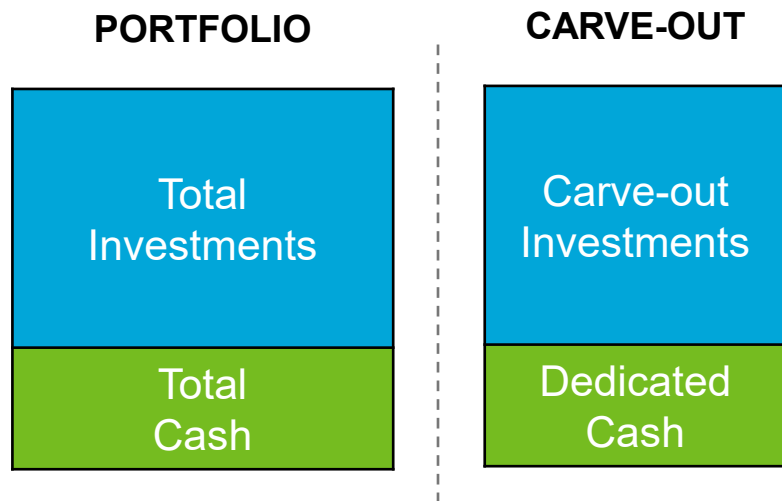 PORTFOLIO
Total
Investments
Total
Cash
CARVE-OUT
Carve-out
Investments
Dedicated
Cash